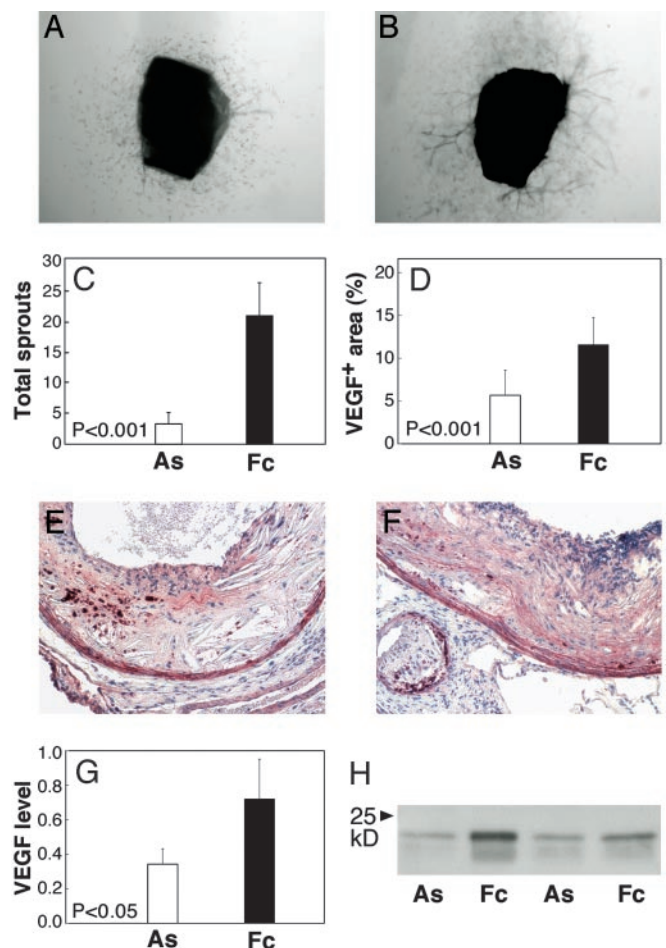 A
B
C
Total sprouts
30
25
20
15
10
5
0
P<0.001
As
Fc
D
VEGF+ area (%)
20
15
10
5
0
P<0.001
As
Fc
E
F
G
VEGF level
1.0
0.8
0.6
0.4
0.2
0.0
P<0.05
As
Fc
H
25 ►
kD
As Fc As Fc